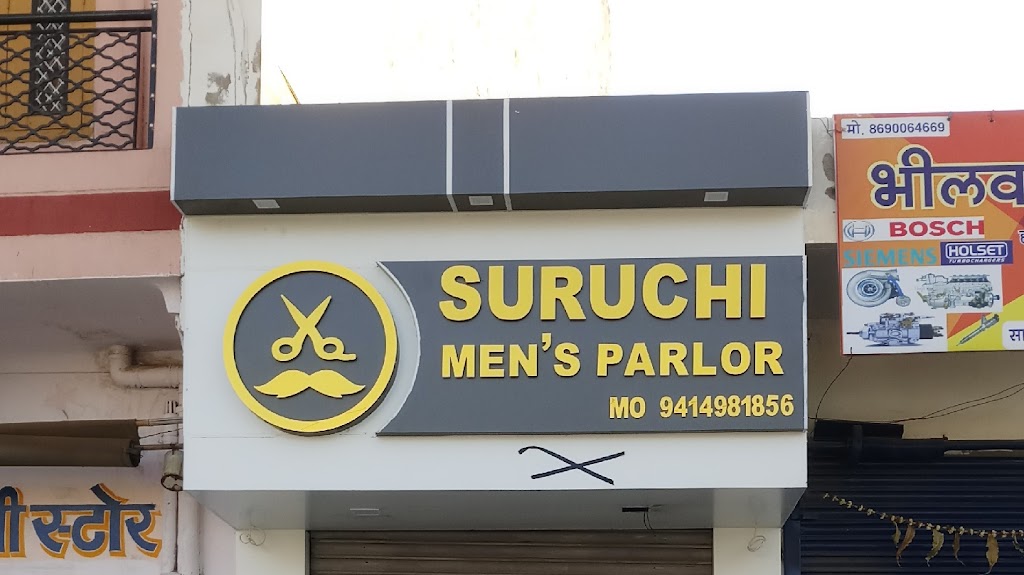 SURUCHI
MEN'S PARLOR
MO 9414981856
मो. 8690064669
BOSCH
SIEMENS
HOLSET
TURBOCHARGERS
स्टोर